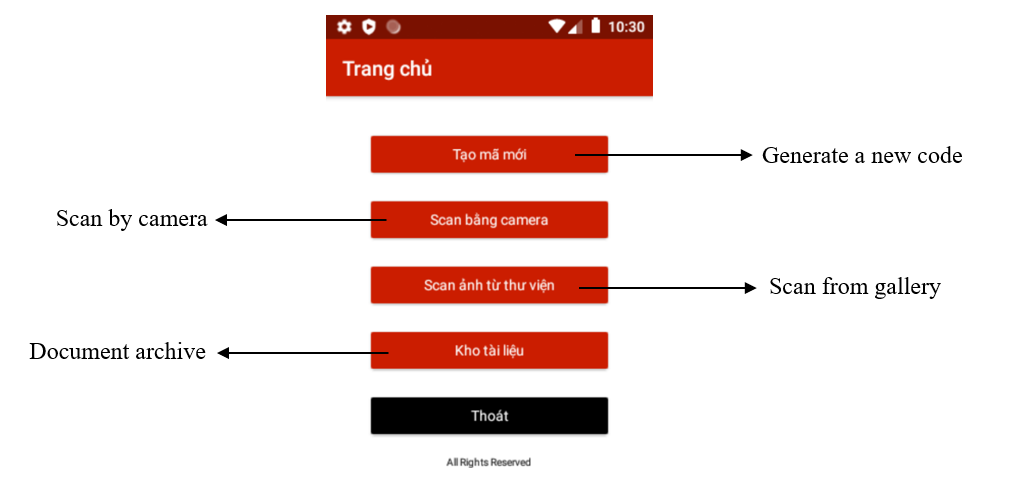 10:30
Trang chủ
Tạo mã mới
Generate a new code
Scan by camera
Scan bằng camera
Scan ảnh từ thư viện
Scan from gallery
Document archive
Kho tài liệu
Thoát
All Rights Reserved